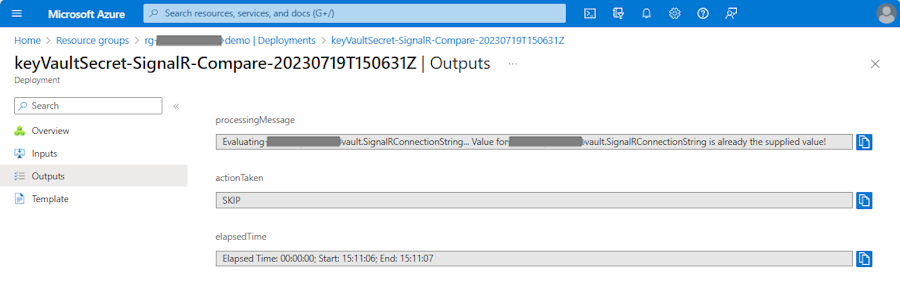 Microsoft Azure
Search resources, services, and docs (G+/)
Home > Resource groups > rg- demo | Deployments > keyVaultSecret-SignalR-Compare-20230719T150631Z
keyVaultSecret-SignalR-Compare-20230719T150631Z | Outputs ...
Deployment
Search
Overview
Inputs
Outputs
Template
processingMessage
Evaluating vault.SignalRConnectionString... Value for vault.SignalRConnectionString is already the supplied value!
actionTaken
SKIP
elapsedTime
Elapsed Time: 00:00:00; Start: 15:11:06; End: 15:11:07